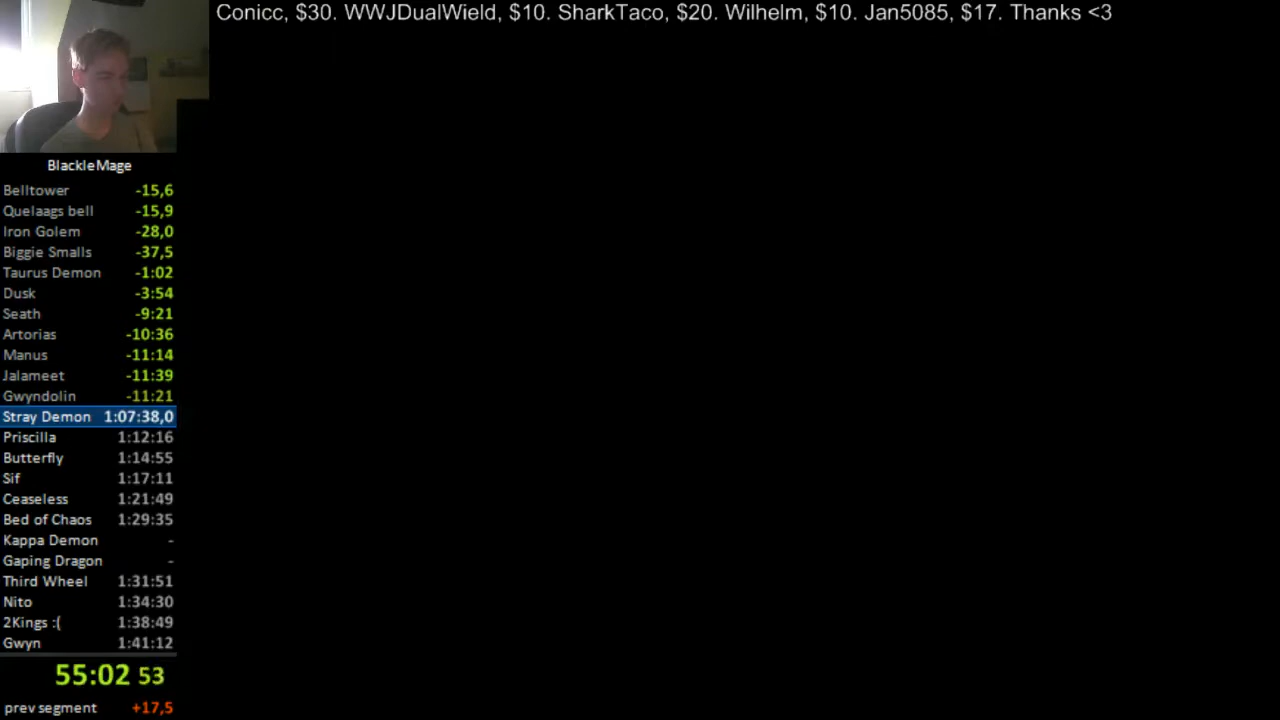 Conicc, $30. WWJDualWield, $10. SharkTaco, $20. Wilhelm, $10. Jan5085, $17. Thanks <3
BlackleMage
Belltower -15,6
Quelaags bell -15,9
Iron Golem -28,0
Biggie Smalls -37,5
Taurus Demon -1:02
Dusk -3:54
Seath -9:21
Artorias -10:36
Manus -11:14
Jalameet -11:39
Gwyndolin -11:21
Stray Demon 1:07:38,0
Priscilla 1:12:16
Butterfly 1:14:55
Sif 1:17:11
Ceaseless 1:21:49
Bed of Chaos 1:29:35
Kappa Demon -
Gaping Dragon -
Third Wheel 1:31:51
Nito 1:34:30
2Kings :( 1:38:49
Gwyn 1:41:12
55:02 53
prev segment +17,5